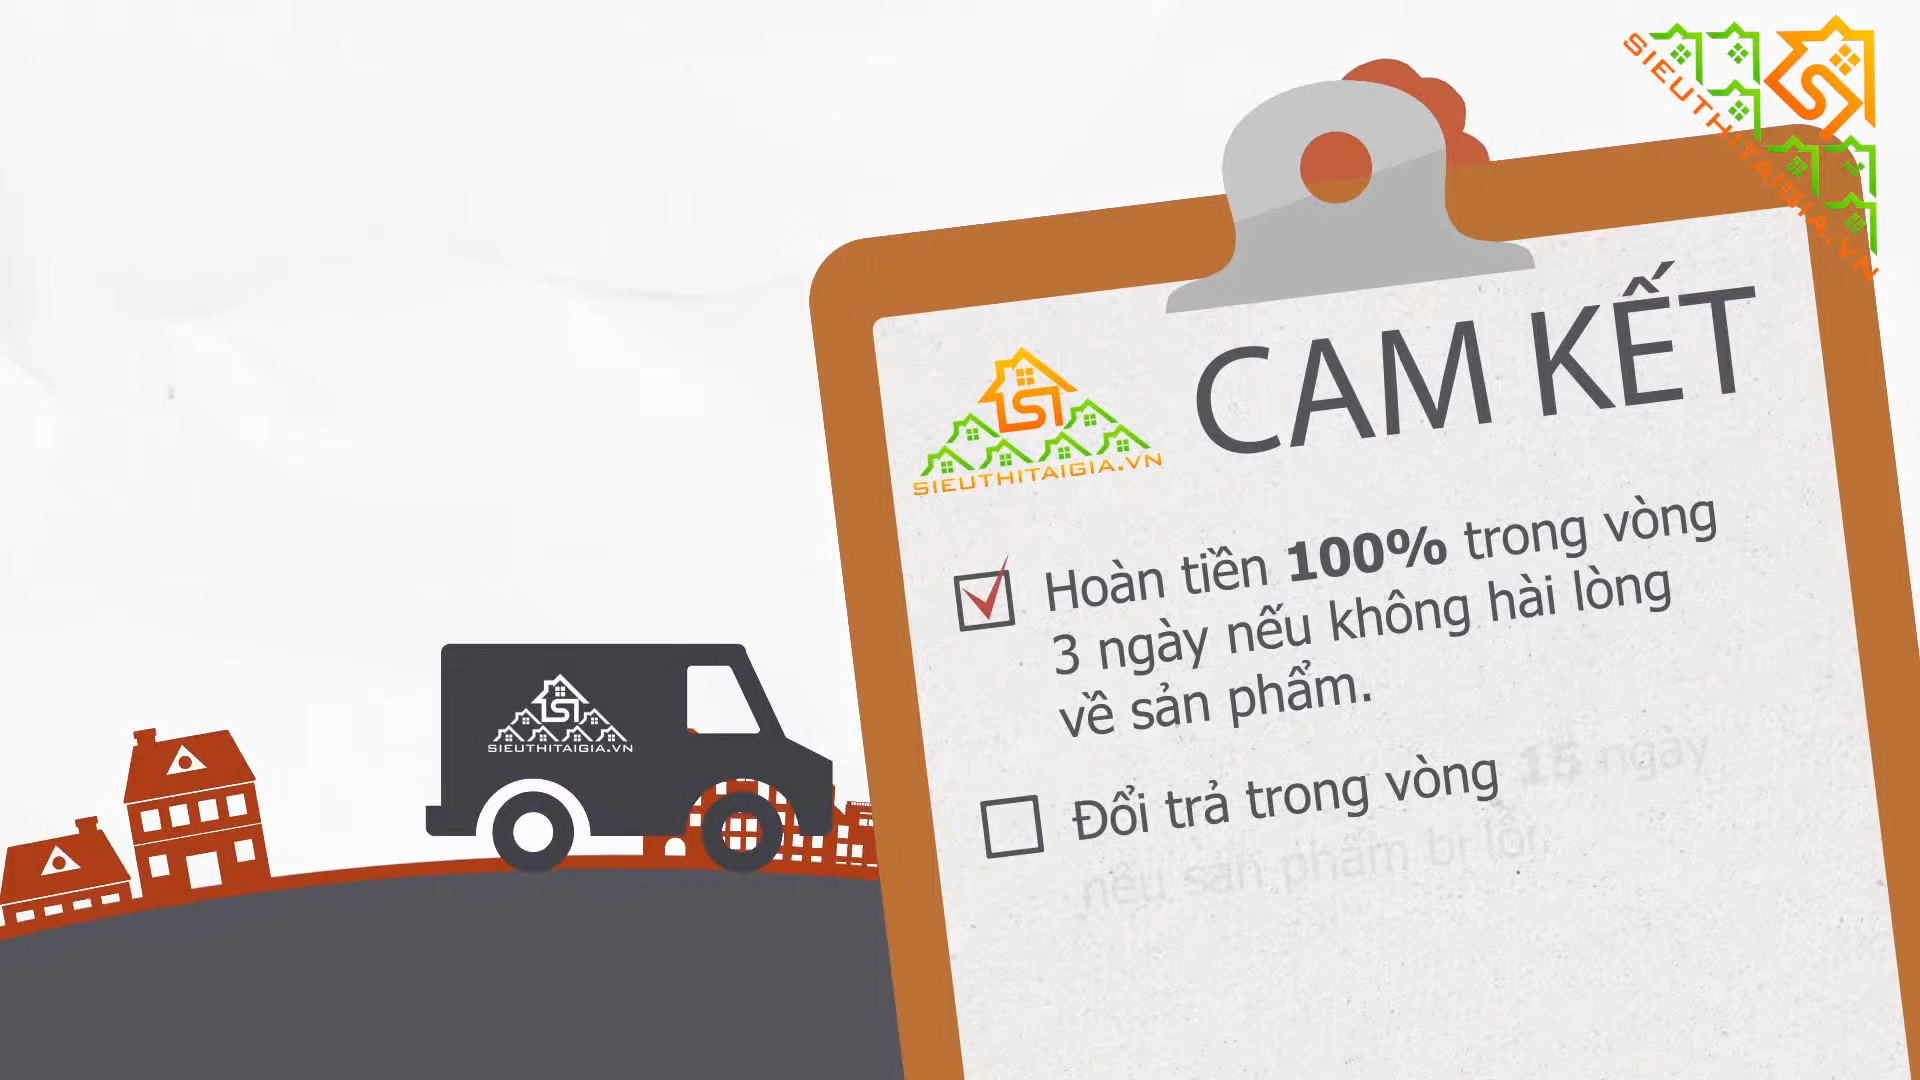 SIEUTHITAIGIA.VN
CAM KẾT
SIEUTHITAIGIA.VN
Hoàn tiền 100% trong vòng
3 ngày nếu không hài lòng
về sản phẩm.
Đổi trả trong vòng 15 ngày
nếu sản phẩm bị lỗi.
SIEUTHITAIGIA.VN